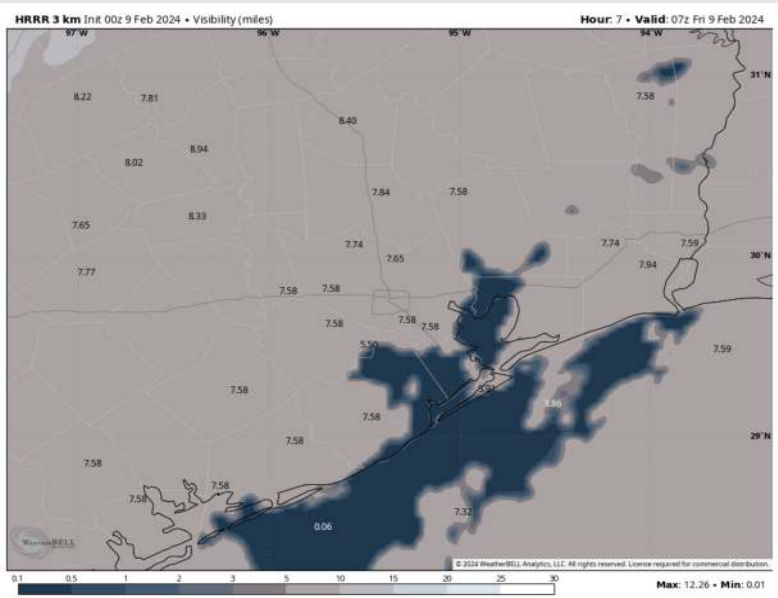 HRRR 3 km Init 00z 9 Feb 2024 • Visibility (miles)
Hour: 7 • Valid: 07z Fri 9 Feb 2024
97°W 96°W 95°W 94°W
31°N
8.22 7.81 7.58
8.40
8.94
8.02
7.84 7.58
8.33
7.65
7.74 7.65 7.74 7.59
30°N
7.94
7.77
7.58 7.58
7.58 7.58 7.58
5.50 7.59
7.58 5.91
3.86
7.58
7.58 29°N
7.58
7.58 7.58
7.32
0.06
WEATHERBELL
© 2024 WeatherBELL Analytics, LLC. All rights reserved. License required for commercial distribution.
0.1 0.5 1 2 3 5 10 15 20 25 30
Max: 12.26 • Min: 0.01